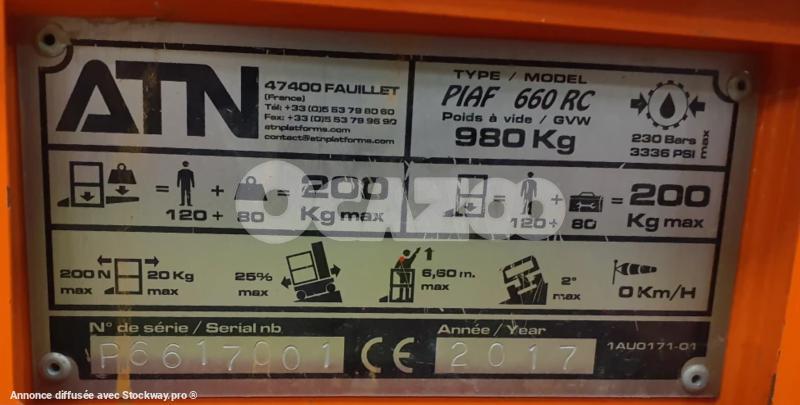 ATN
47400 FAUILLET
(France)
Tél: +33 (0)5 53 79 80 60
Fax: +33 (0)5 53 79 96 90
atnplatforms.com
contact@atnplatforms.com
TYPE / MODEL
PIAF 660 RC
Poids à vide / GVW
980 Kg
230 Bars
3336 PSI
max
= + = 200
120 + 80 Kg max
= + = 200
120 + 80 Kg max
OCAZOO
200 N
max
20 Kg
max
25%
max
6,60 m.
max
2°
max
0 Km/H
N° de série / Serial nb
P6617001
CE
Année / Year
2017
1AU0171-01
Annonce diffusée avec Stockway.pro ®